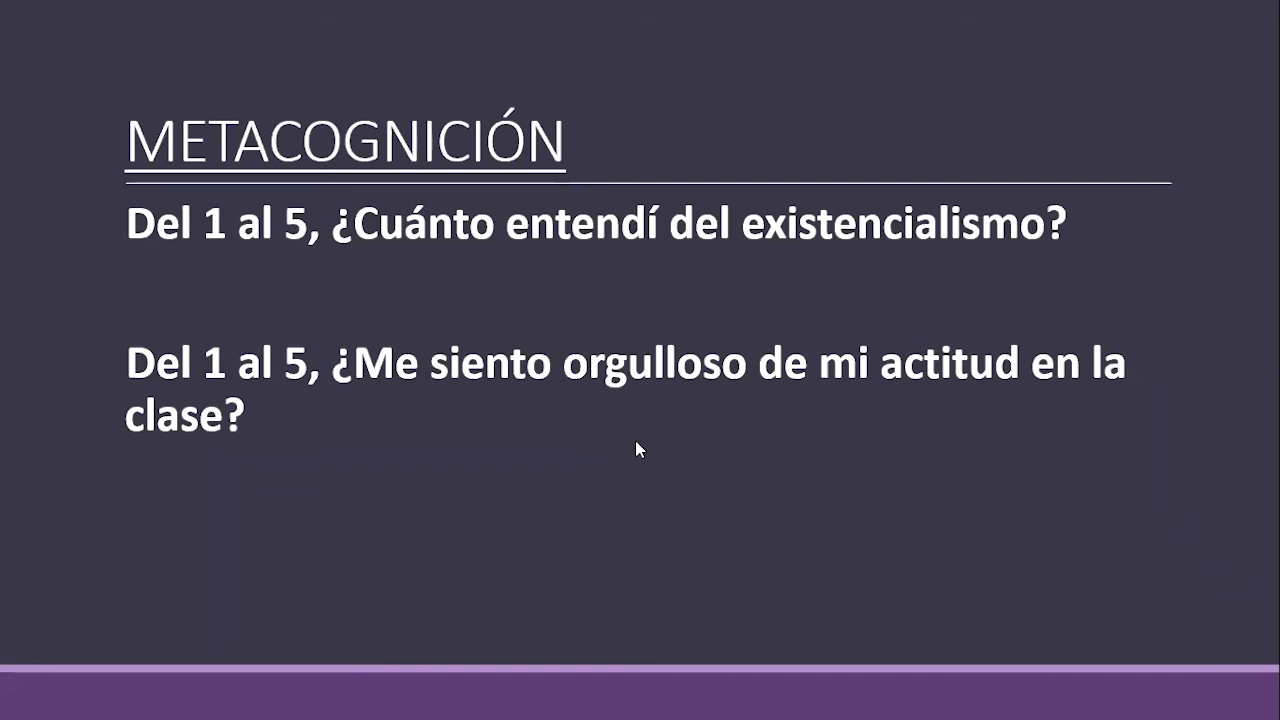 METACOGNICIÓN
Del 1 al 5, ¿Cuánto entendí del existencialismo?
Del 1 al 5, ¿Me siento orgulloso de mi actitud en la
clase?